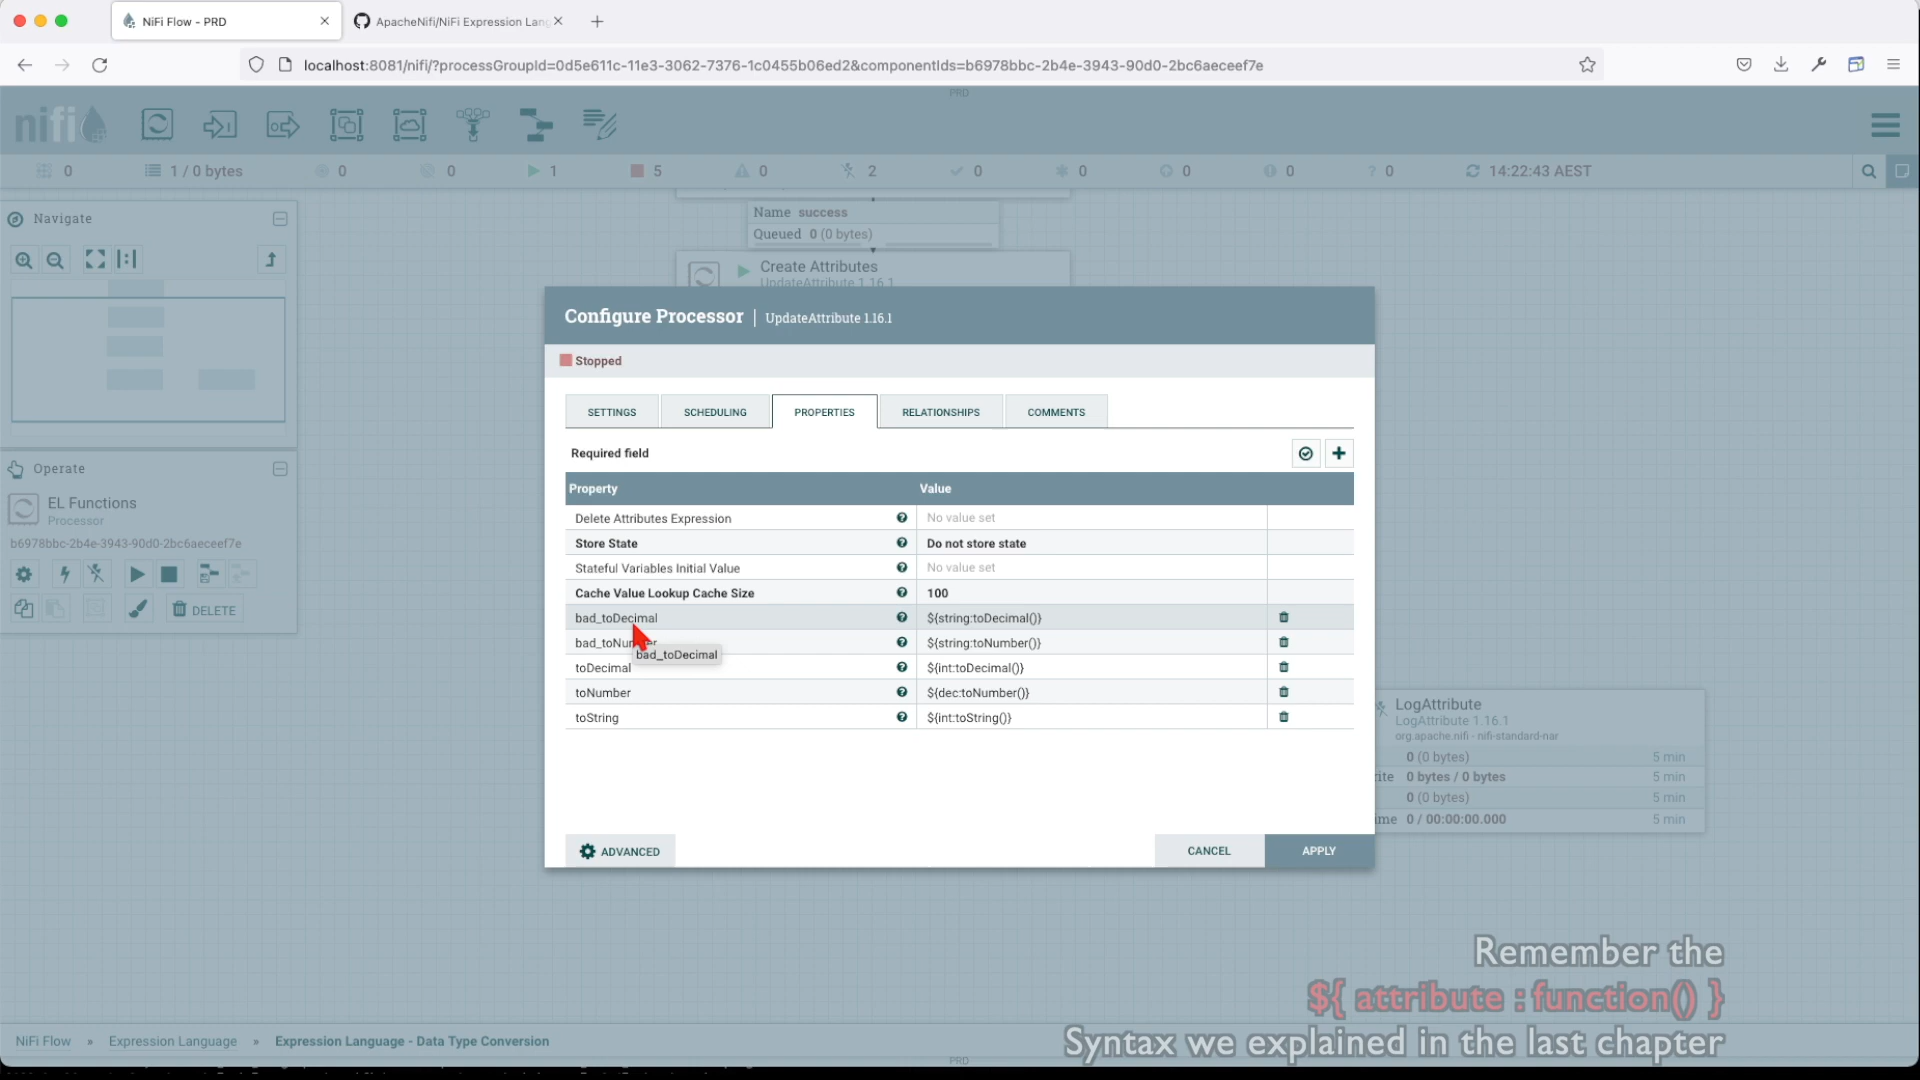 NiFi Flow - PRD
ApacheNifi/NiFi Expression Lang
localhost:8081/nifi/?processGroupId=0d5e611c-11e3-3062-7376-1c0455b06ed2&componentIds=b6978bbc-2b4e-3943-90d0-2bc6aeceef7e
PRD
nifi
0 1 / 0 bytes 0 0 1 5 0 2 0 0 0 0 0 14:22:43 AEST
Navigate
Name success
Queued 0 (0 bytes)
Create Attributes
UpdateAttribute 1.16.1
Configure Processor | UpdateAttribute 1.16.1
Stopped
SETTINGS SCHEDULING PROPERTIES RELATIONSHIPS COMMENTS
Required field
Property Value
Delete Attributes Expression No value set
Store State Do not store state
Stateful Variables Initial Value No value set
Cache Value Lookup Cache Size 100
bad_toDecimal ${string:toDecimal()}
${string:toNumber()}
bad_toDecimal
toDecimal ${int:toDecimal()}
toNumber ${dec:toNumber()}
toString ${int:toString()}
ADVANCED CANCEL APPLY
Operate
EL Functions
Processor
b6978bbc-2b4e-3943-90d0-2bc6aeceef7e
DELETE
LogAttribute
LogAttribute 1.16.1
org.apache.nifi - nifi-standard-nar
0 (0 bytes) 5 min
rite 0 bytes / 0 bytes 5 min
0 (0 bytes) 5 min
me 0 / 00:00:00.000 5 min
Remember the
${ attribute : function() }
Syntax we explained in the last chapter
NiFi Flow » Expression Language » Expression Language - Data Type Conversion
PRD